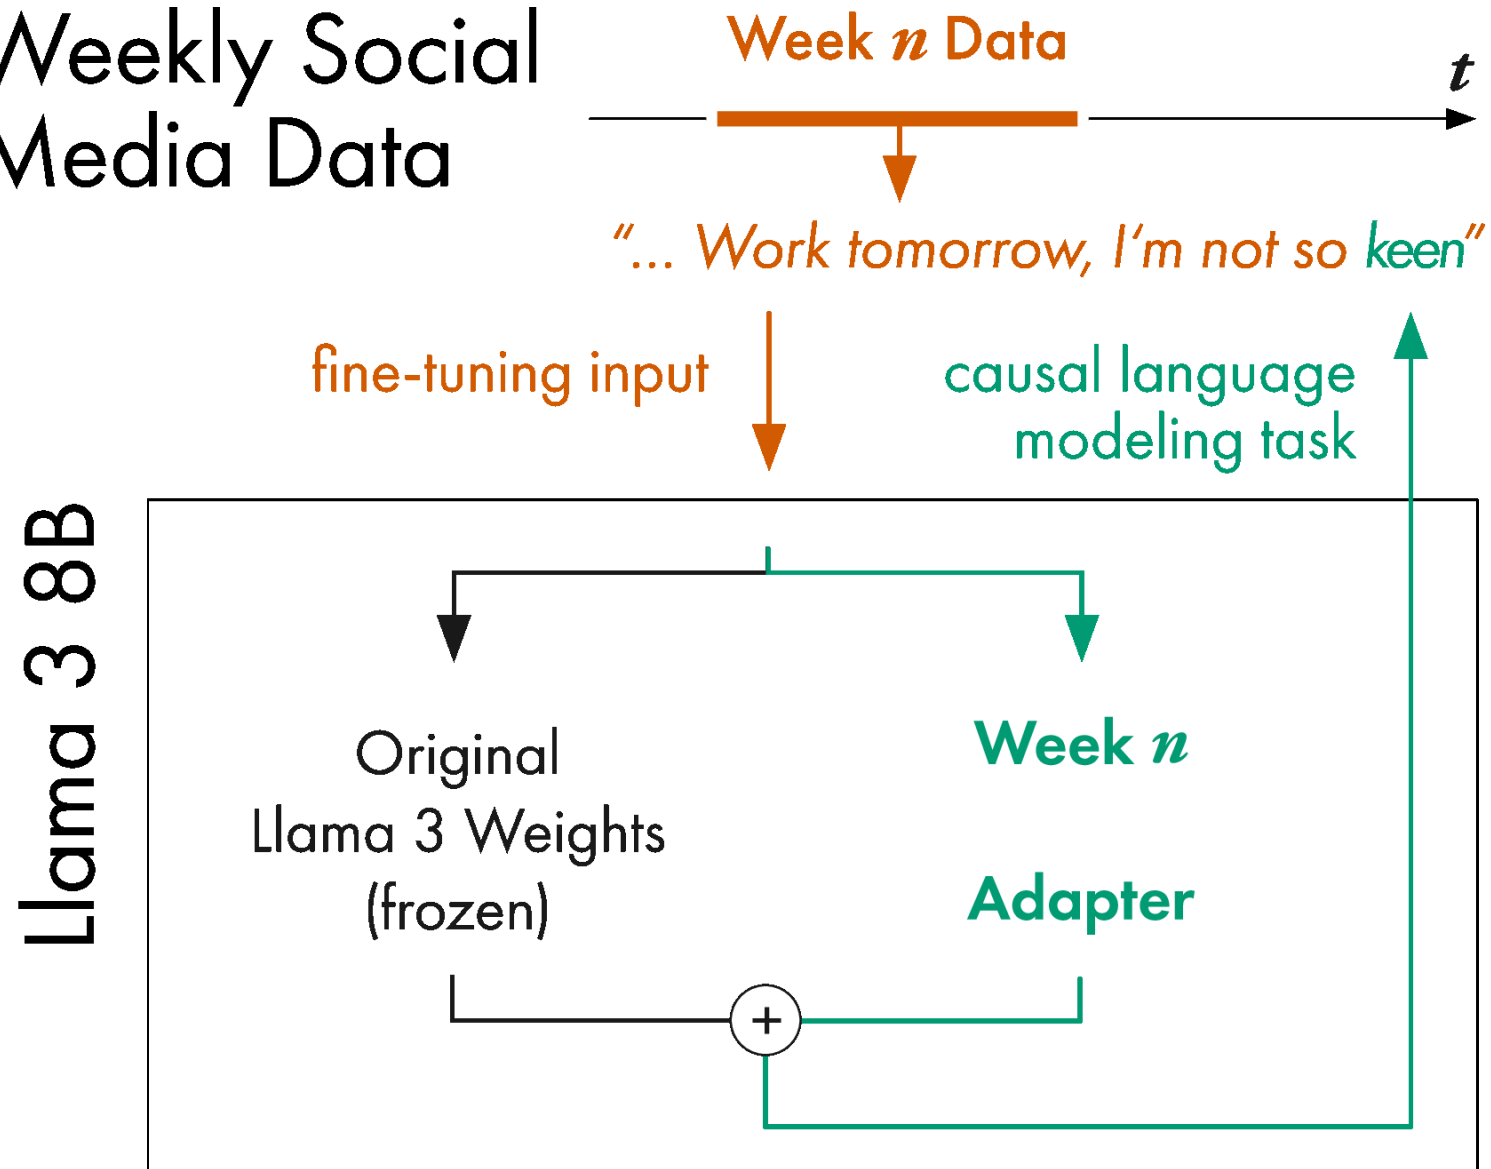 Weekly Social
Media Data
Week n Data
t
"... Work tomorrow, I'm not so keen"
fine-tuning input
causal language
modeling task
Llama 3 8B
Original
Llama 3 Weights
(frozen)
Week n
Adapter
+